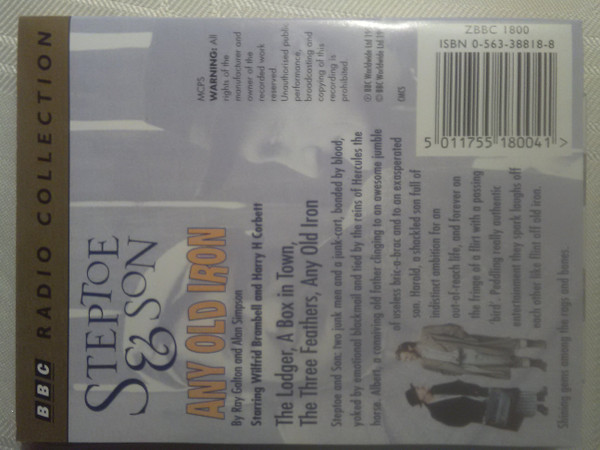 BBC RADIO COLLECTION
STEPTOE
& SON
ANY OLD IRON
By Ray Galton and Alan Simpson
Starring Wilfrid Brambell and Harry H Corbett
The Lodger, A Box in Town,
The Three Feathers, Any Old Iron
Steptoe and Son: two junk men and a junk-cart, bonded by blood,
yoked by emotional blackmail and tied by the reins of Hercules the
horse. Albert, a conniving old father clinging to an awesome jumble
of useless bric-à-brac and to an exasperated
son. Harold, a shackled son full of
indistinct ambition for an
out-of-reach life, and forever on
the fringe of a flirt with a passing
'bird'. Peddling really authentic
entertainment they spark laughs off
each other like flint off old iron.
Shining gems among the rags and bones.
MCPS
WARNING: All
rights of the
manufacturer and
owner of the
recorded work
reserved.
Unauthorised public
performance,
broadcasting and
copying of this
recording is
prohibited.
℗ BBC Worldwide Ltd 19
© BBC Worldwide Ltd 19
ZBBC 1800
ISBN 0-563-38818-8
5 011755 180041 >